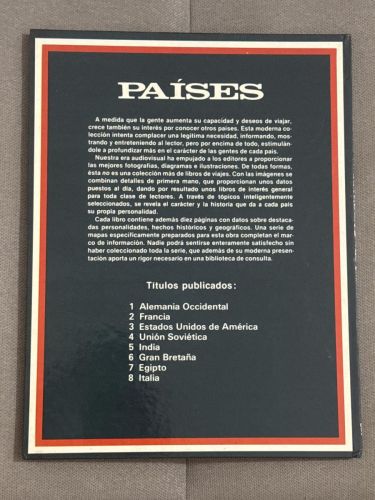 PAÍSES
A medida que la gente aumenta su capacidad y deseos de viajar,
crece también su interés por conocer otros países. Esta moderna co-
lección intenta complacer una legítima necesidad, informando, mos-
trando y entreteniendo al lector, pero por encima de todo, estimulán-
dole a profundizar más en el carácter de las gentes de cada país.
Nuestra era audiovisual ha empujado a los editores a proporcionar
las mejores fotografías, diagramas e ilustraciones. De todas formas,
ésta no es una colección más de libros de viajes. Con las imágenes se
combinan detalles de primera mano, que proporcionan unos datos
puestos al día, dando por resultado unos libros de interés general
para toda clase de lectores. A través de tópicos inteligentemente
seleccionados, se revela el carácter y la historia que da a cada país
su propia personalidad.
Cada libro contiene además diez páginas con datos sobre destaca-
das personalidades, hechos históricos y geográficos. Una serie de
mapas específicamente preparados para esta obra completan el mar-
co de información. Nadie podrá sentirse enteramente satisfecho sin
haber coleccionado toda la serie, que además de su moderna presen-
tación aporta un rigor necesario en una biblioteca de consulta.
Títulos publicados:
1 Alemania Occidental
2 Francia
3 Estados Unidos de América
4 Unión Soviética
5 India
6 Gran Bretaña
7 Egipto
8 Italia